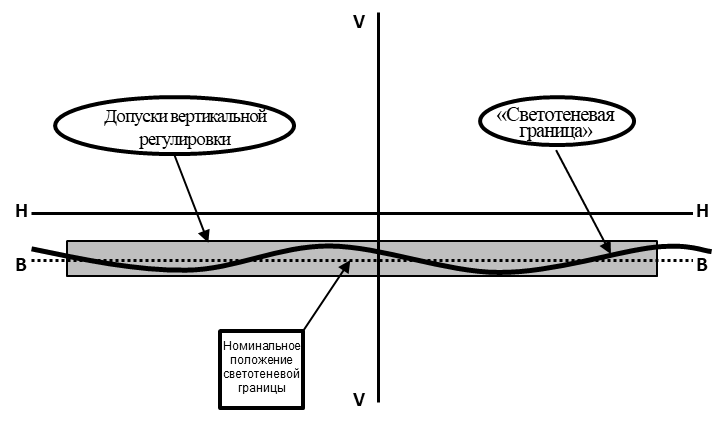 V
Допуски вертикальной
регулировки
«Светотеневая
граница»
H
H
B
B
Номинальное
положение
светотеневой
границы
V